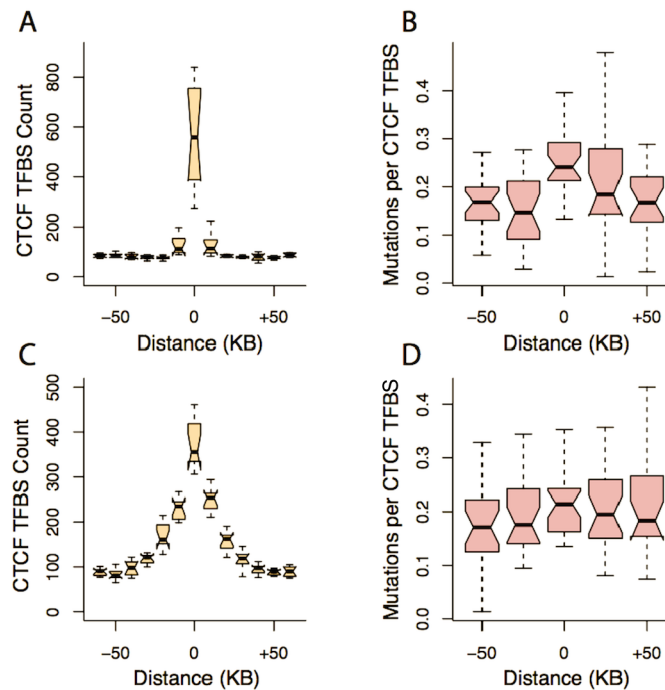 A
CTCF TFBS Count
800
600
400
200
0
−50
0
+50
Distance (KB)
B
Mutations per CTCF TFBS
0.4
0.3
0.2
0.1
0.0
−50
0
+50
Distance (KB)
C
CTCF TFBS Count
500
400
300
200
100
0
−50
0
+50
Distance (KB)
D
Mutations per CTCF TFBS
0.4
0.3
0.2
0.1
0.0
−50
0
+50
Distance (KB)